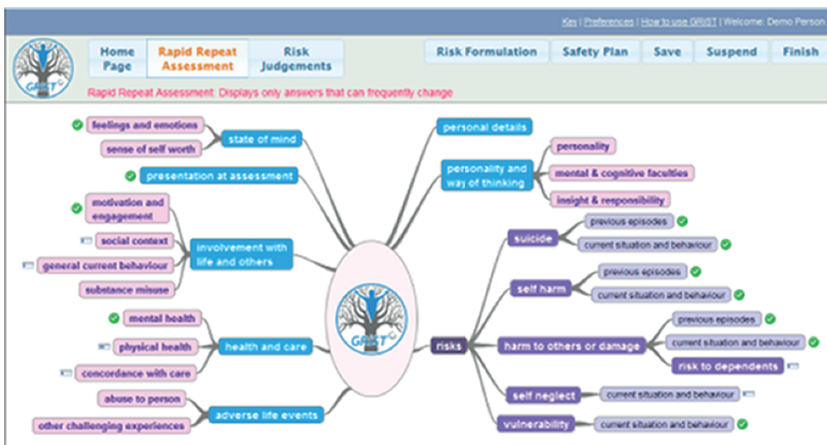 Key | Preferences | How to use GRiST | Welcome: Demo Person
Home
Page
Rapid Repeat
Assessment
Risk
Judgements
Risk Formulation
Safety Plan
Save
Suspend
Finish
GRiST
Rapid Repeat Assessment: Displays only answers that can frequently change
feelings and emotions
sense of self worth
state of mind
presentation at assessment
motivation and
engagement
social context
general current behaviour
substance misuse
involvement with
life and others
mental health
physical health
concordance with care
health and care
abuse to person
other challenging experiences
adverse life events
GRiST
personal details
personality and
way of thinking
personality
mental & cognitive faculties
insight & responsibility
risks
suicide
previous episodes
current situation and behaviour
self harm
previous episodes
current situation and behaviour
harm to others or damage
previous episodes
current situation and behaviour
risk to dependents
self neglect
current situation and behaviour
vulnerability
current situation and behaviour